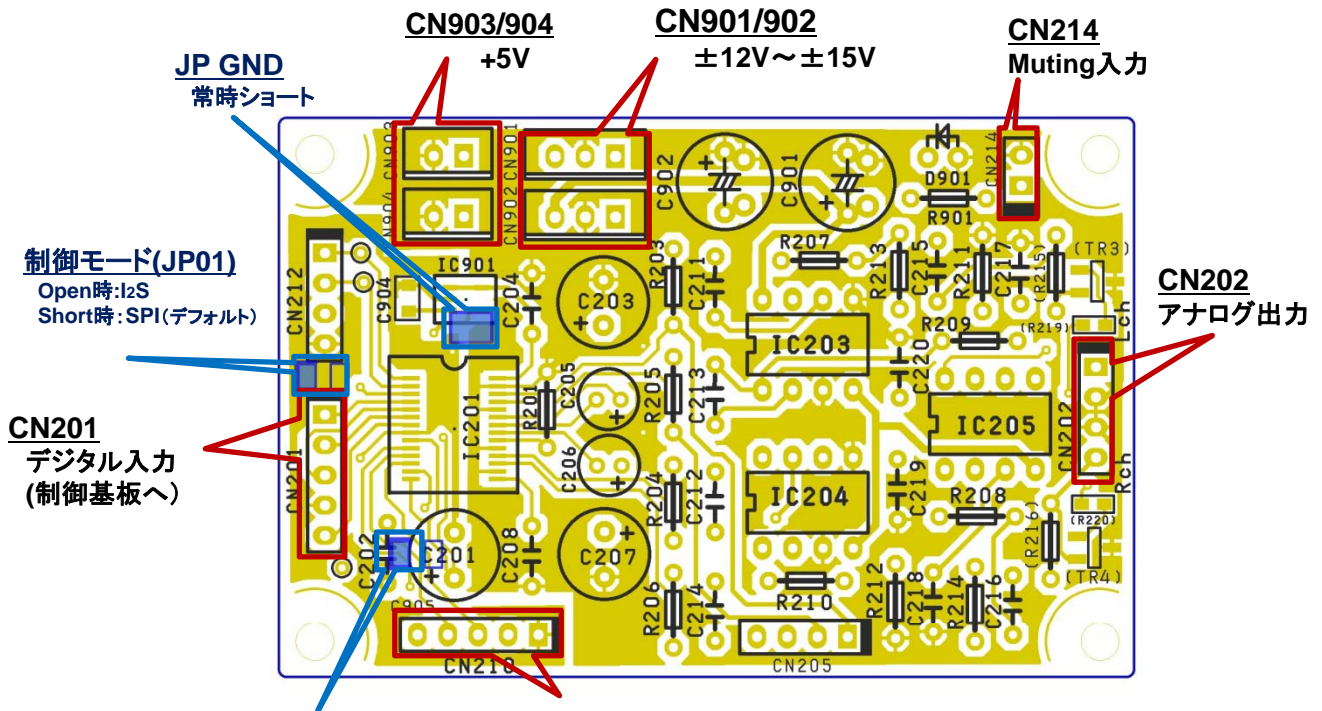 CN903/904
+5V
CN901/902
±12V～±15V
CN214
Muting入力
JP GND
常時ショート
制御モード(JP01)
Open時:I2S
Short時：SPI(デフォルト)
CN202
アナログ出力
CN201
デジタル入力
(制御基板へ）
CN903
CN901
CN904
CN902
C902
C901
D901
R901
CN214
CN212
C904
IC901
C204
C203
R203
C211
R207
R213
C215
R211
C217
(R215)
(TR3)
(R219)
Lch
R209
IC203
C220
IC201
R201
C205
R205
C213
CN202
IC205
CN201
C206
R204
C212
IC204
C219
R208
Rch
(R220)
(R216)
(TR4)
C202
C201
C208
C207
R206
C214
R210
R212
C218
R214
C216
C905
CN210
CN205